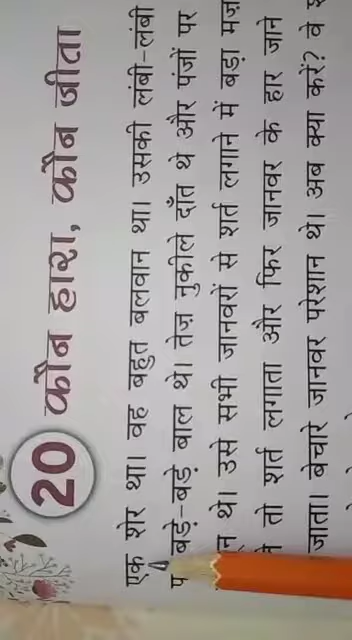 20 कौन हारा, कौन जीता
एक शेर था। वह बहुत बलवान था। उसकी लंबी-लंबी
बड़े-बड़े बाल थे। तेज़ नुकीले दाँत थे और पंजों पर
थे। उसे सभी जानवरों से शर्त लगाने में बड़ा
तो शर्त लगाता और फिर जानवर के हार जाने
जाता। बेचारे जानवर परेशान थे। अब क्या करें? वे